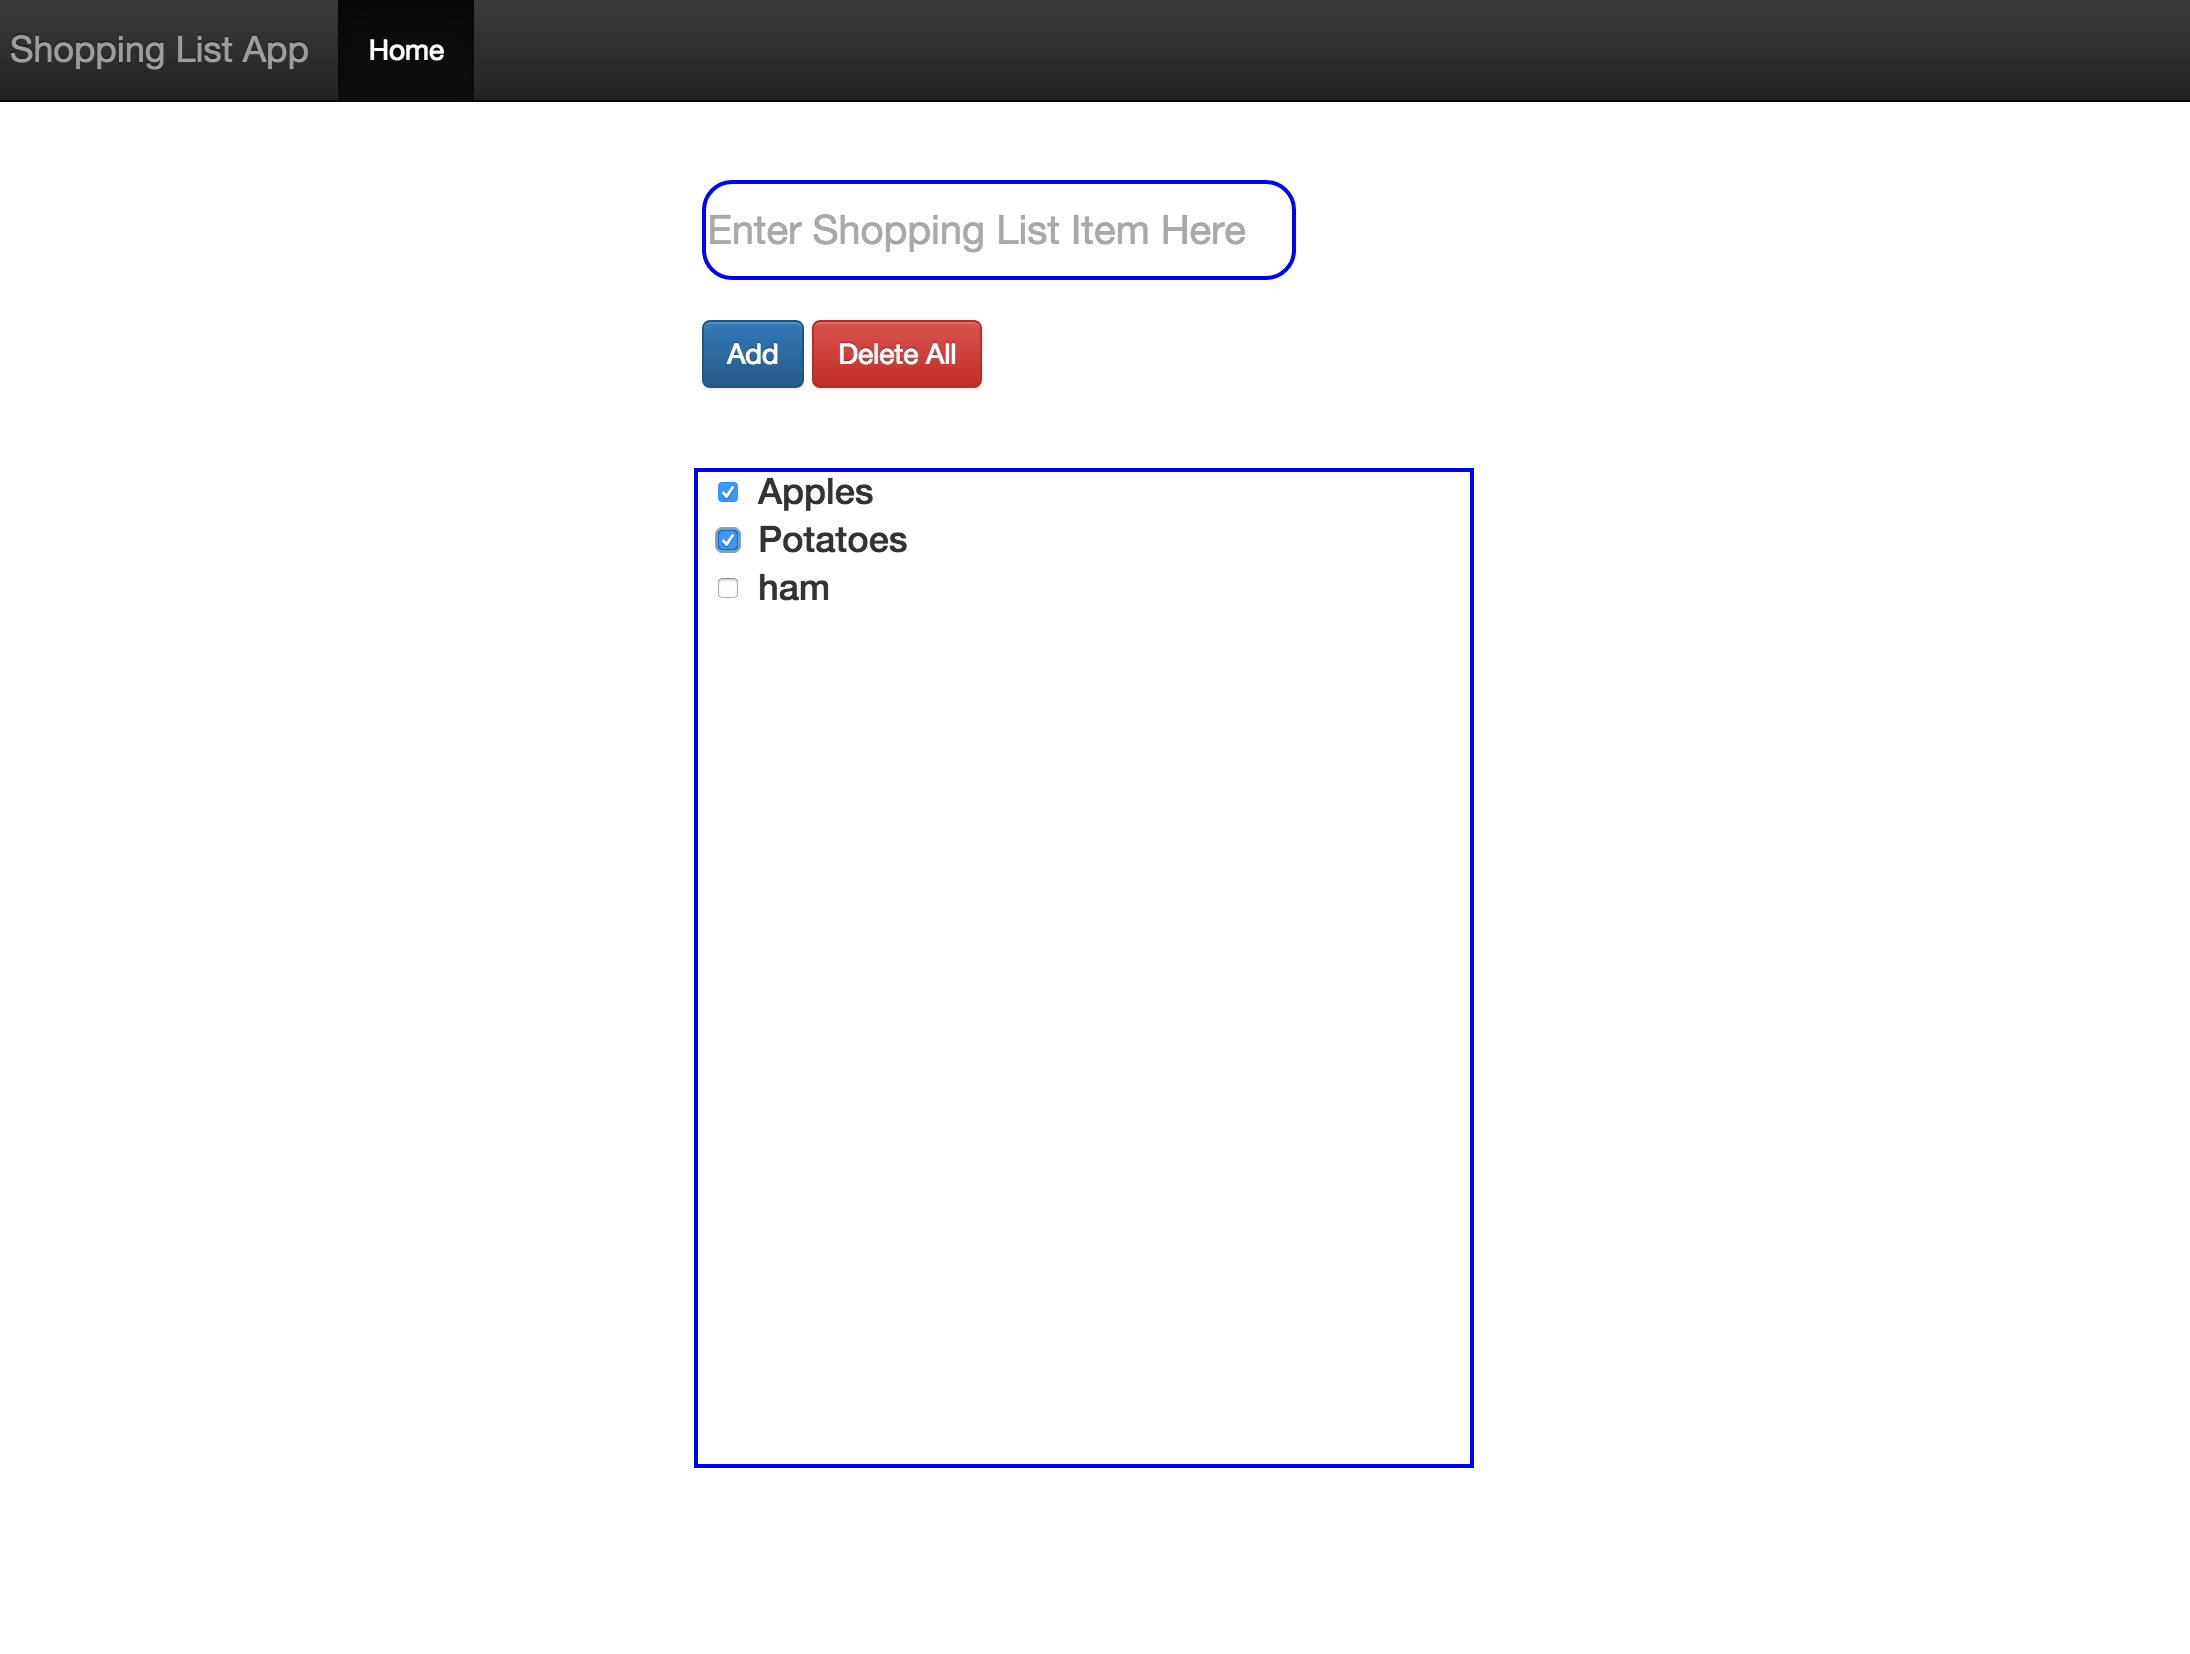 Shopping List App Home
Enter Shopping List Item Here
Add Delete All
Apples
Potatoes
ham